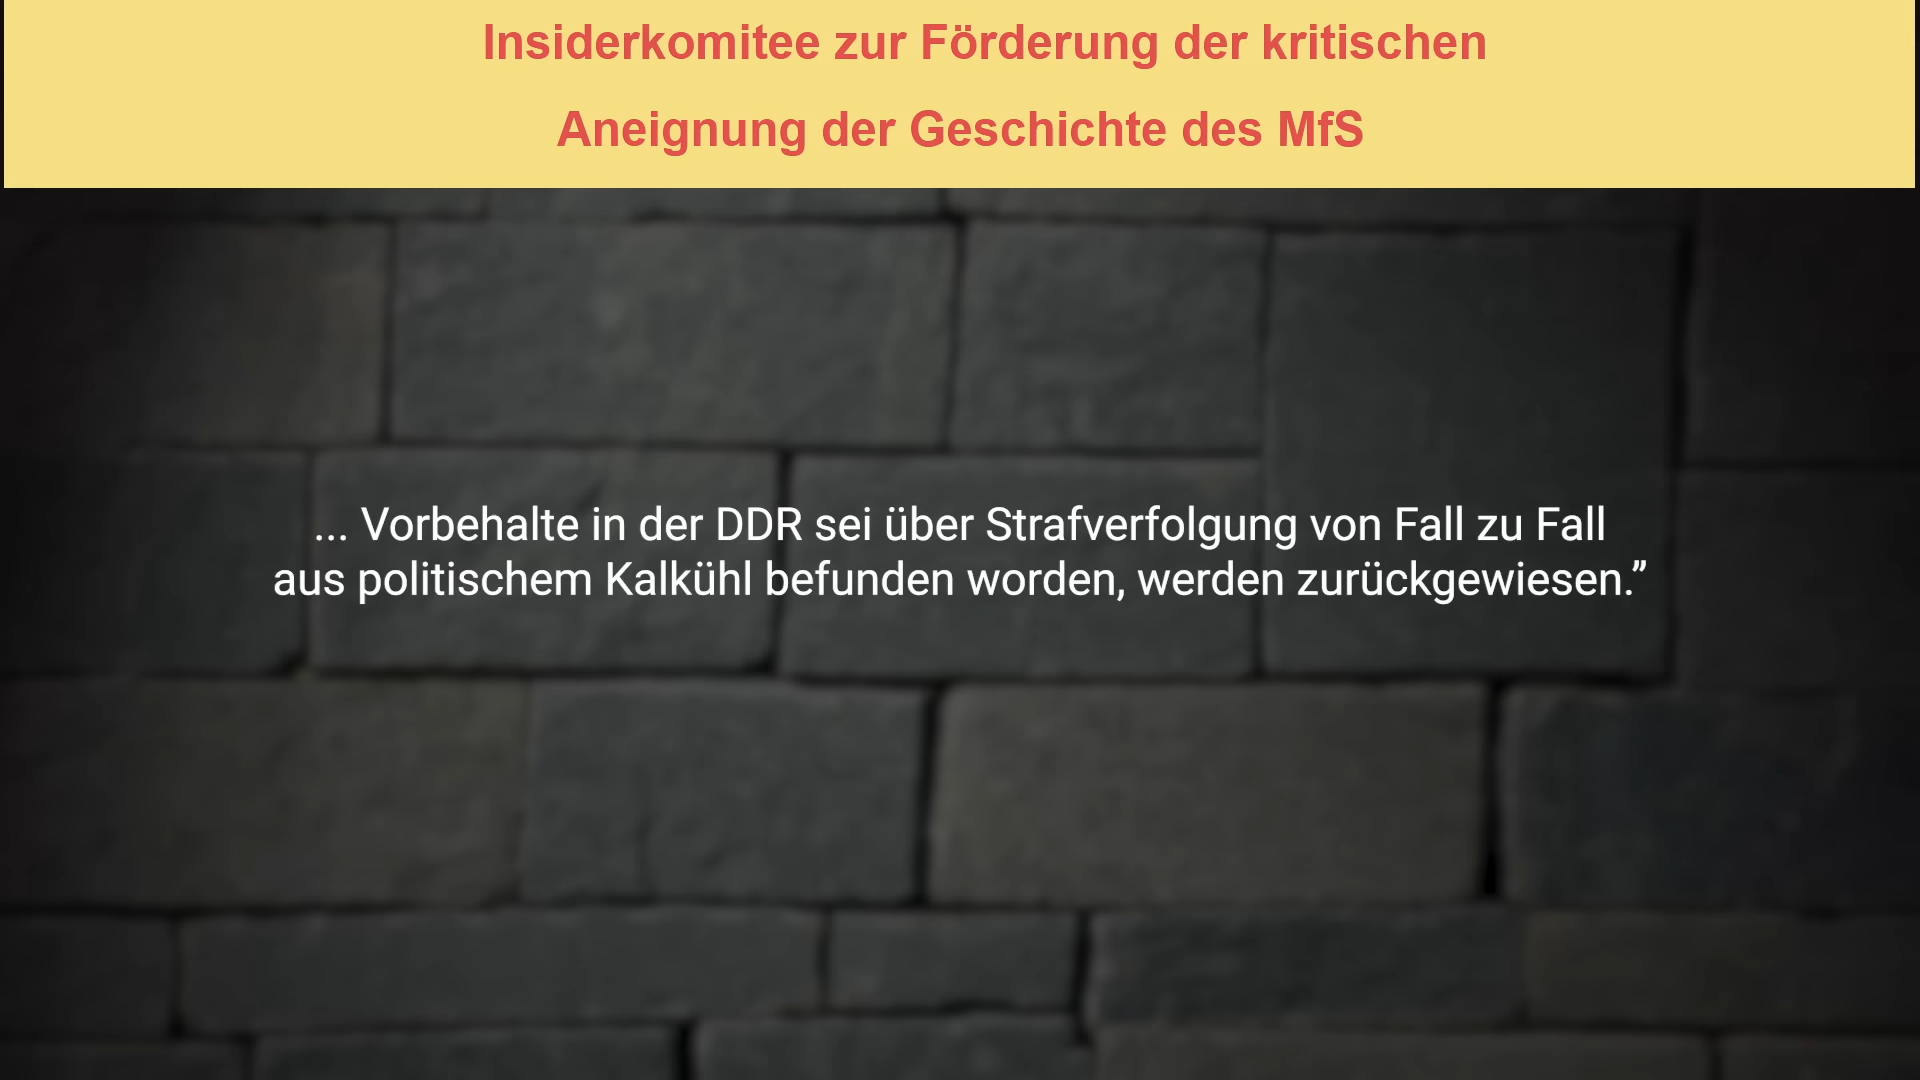 Insiderkomitee zur Förderung der kritischen
Aneignung der Geschichte des MfS
... Vorbehalte in der DDR sei über Strafverfolgung von Fall zu Fall
aus politischem Kalkühl befunden worden, werden zurückgewiesen.”